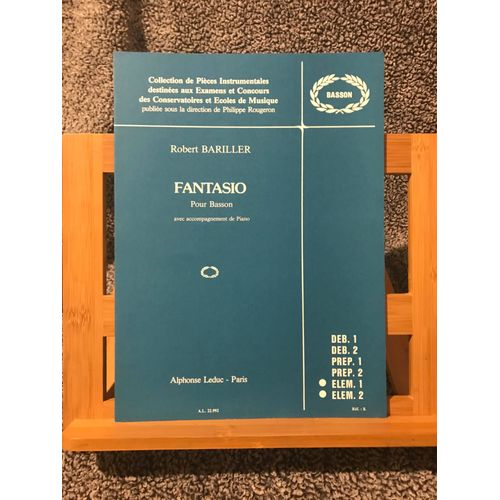 Collection de Pièces Instrumentales
destinées aux Examens et Concours
des Conservatoires et Ecoles de Musique
publiée sous la direction de Philippe Rougeron
BASSON
Robert BARILLER
FANTASIO
Pour Basson
avec accompagnement de Piano
DEB. 1
DEB. 2
PREP. 1
PREP. 2
ELEM. 1
ELEM. 2
Alphonse Leduc - Paris
A.L. 22.992